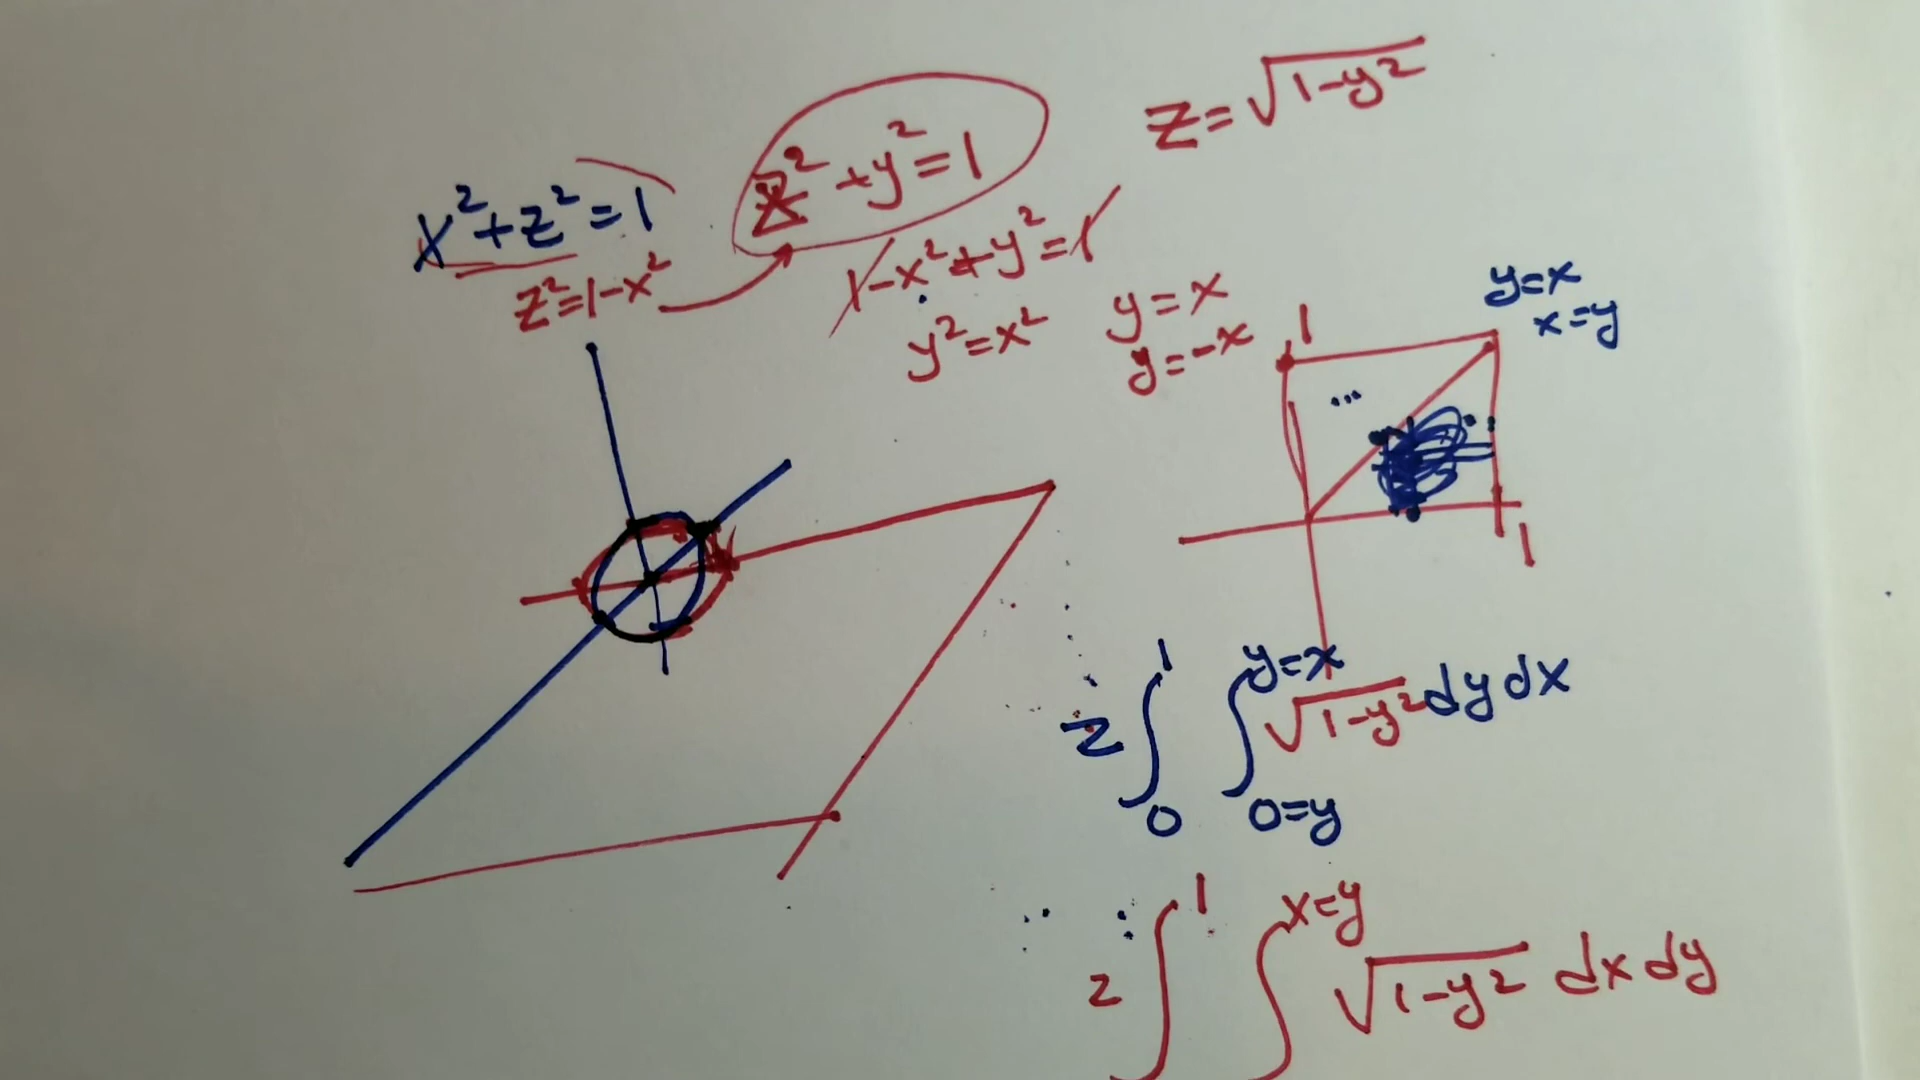 z=√1-y²
z²+y²=1
x²+z²=1
z²=1-x²
1-x²+y²=1
y²=x²
y=x
y=-x
y=x
x=y
1
...
1
2∫₀¹ ∫₀₌y^y=x √1-y² dy dx
2∫¹ ∫^x=y √1-y² dx dy